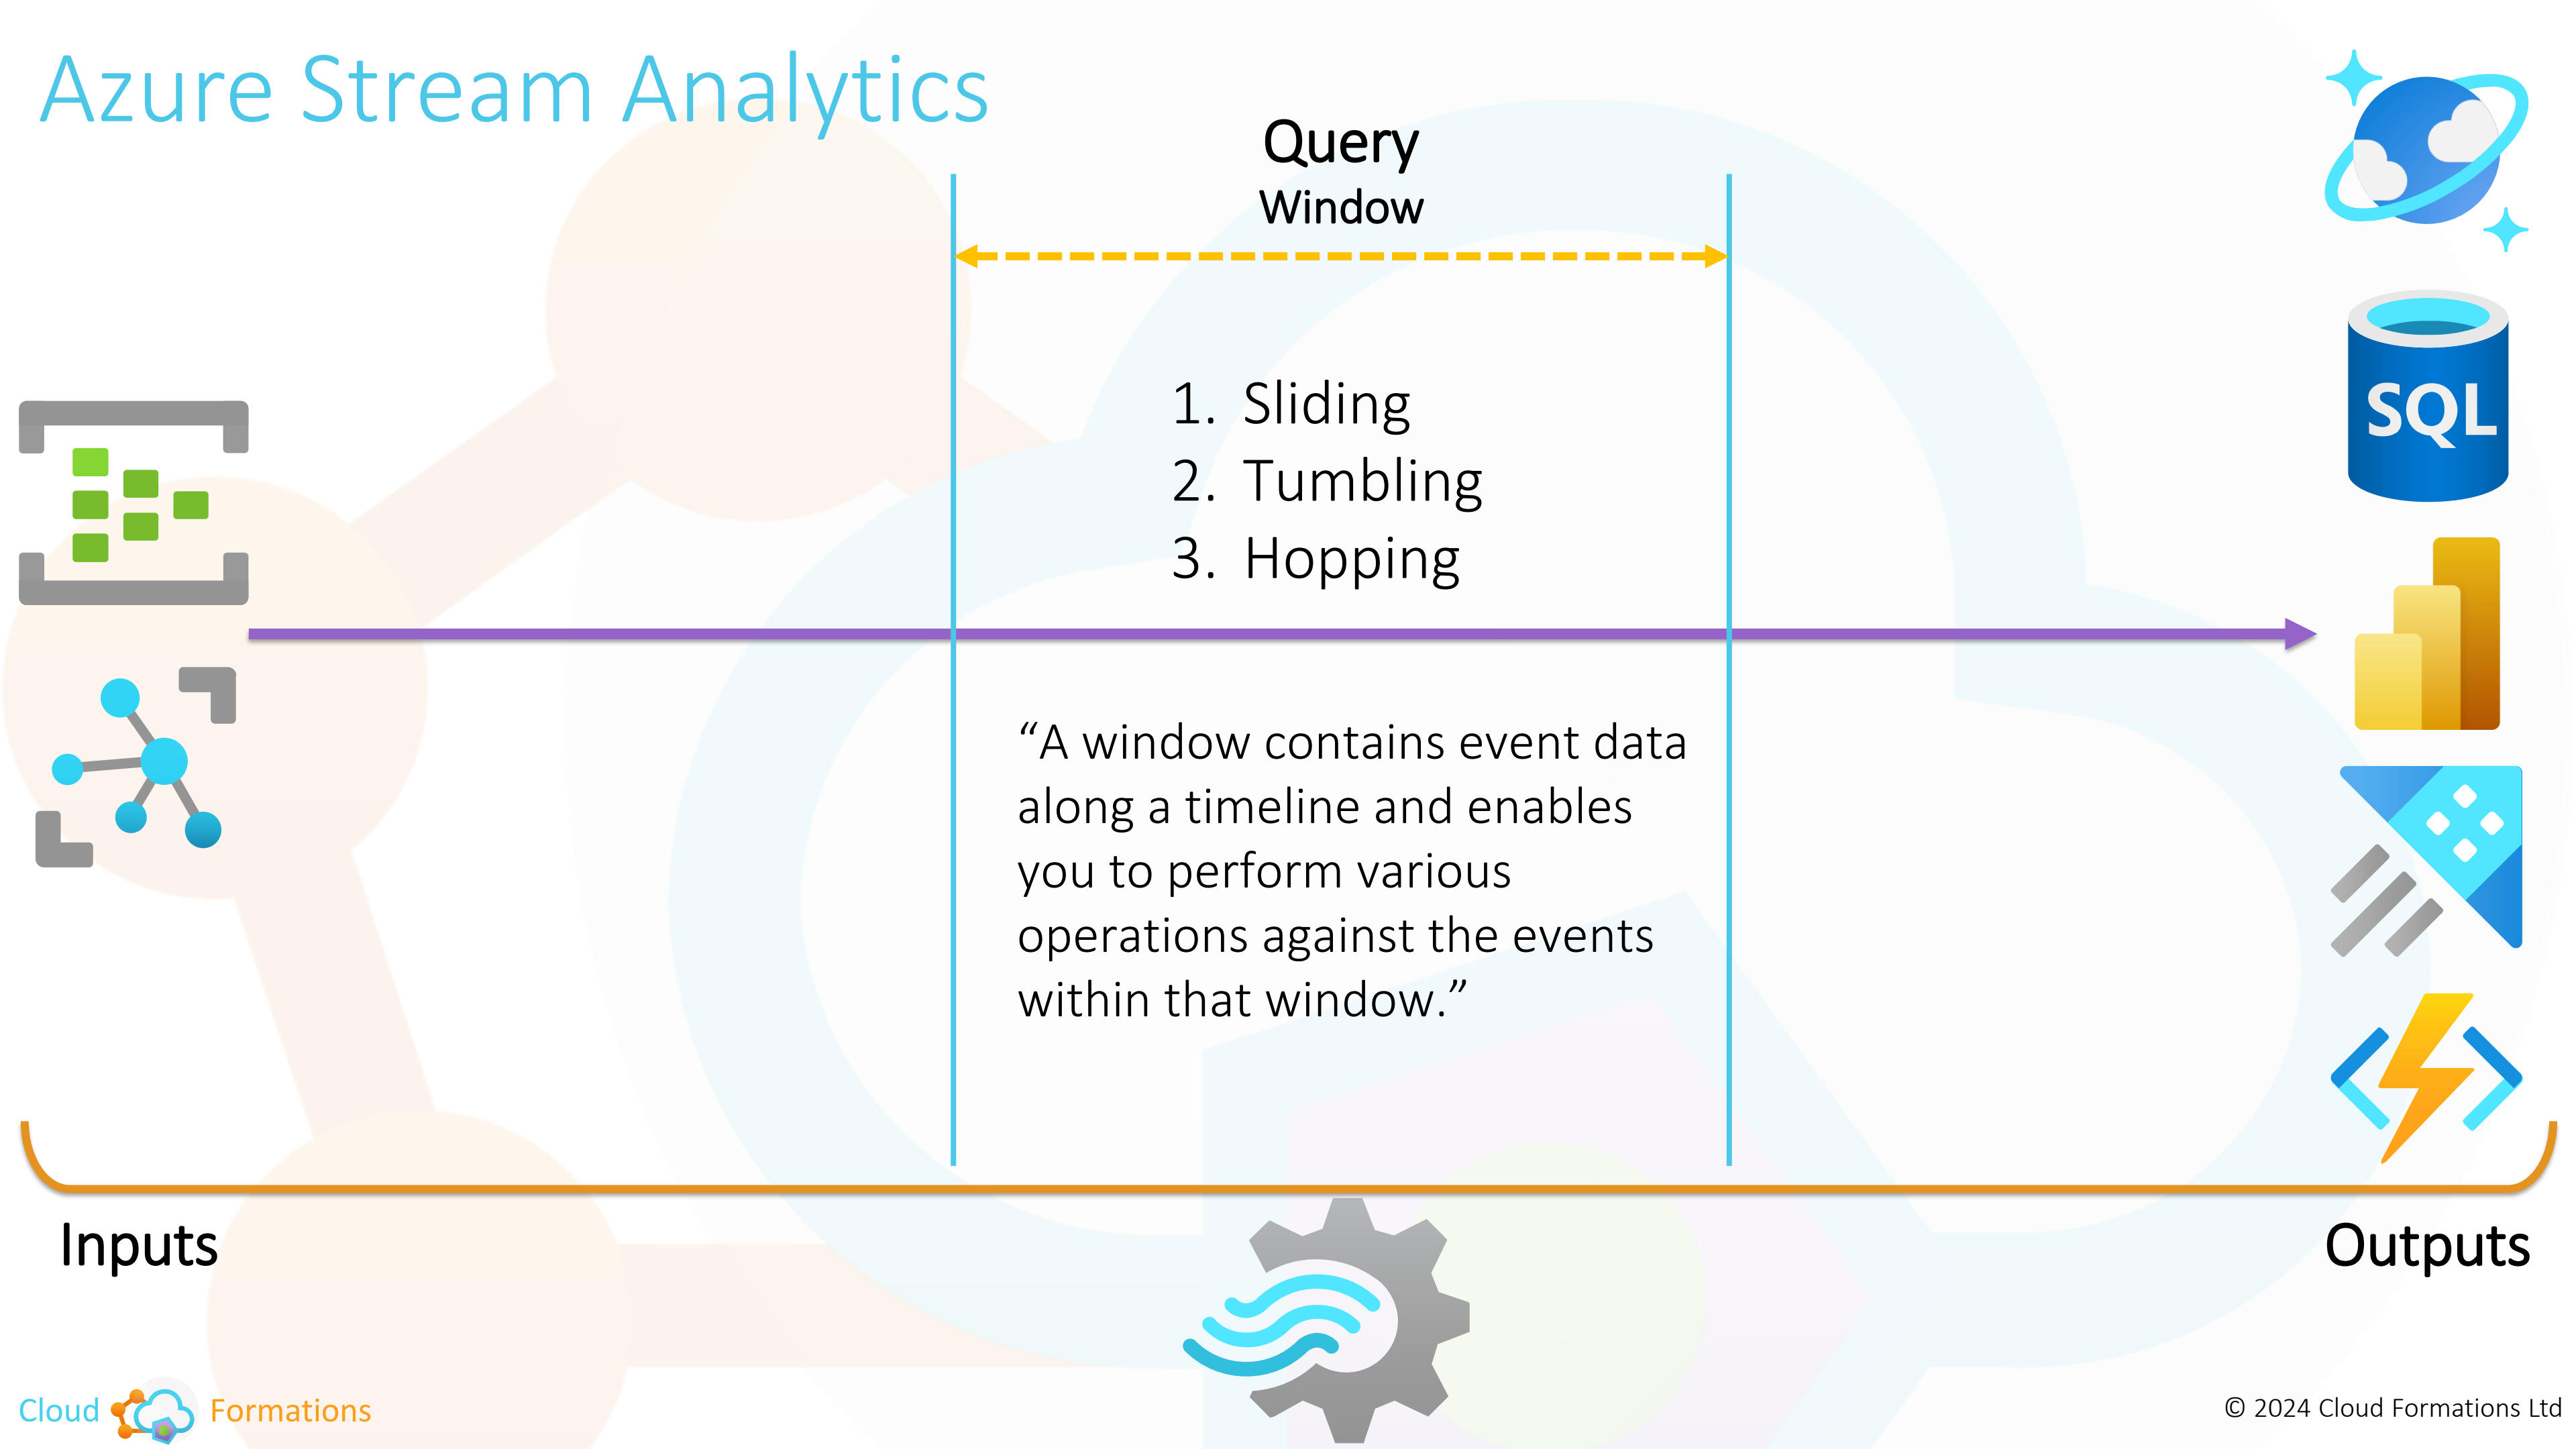 Azure Stream Analytics
Query
Window
1. Sliding
2. Tumbling
3. Hopping
SQL
“A window contains event data
along a timeline and enables
you to perform various
operations against the events
within that window.”
Inputs
Outputs
Cloud Formations
© 2024 Cloud Formations Ltd